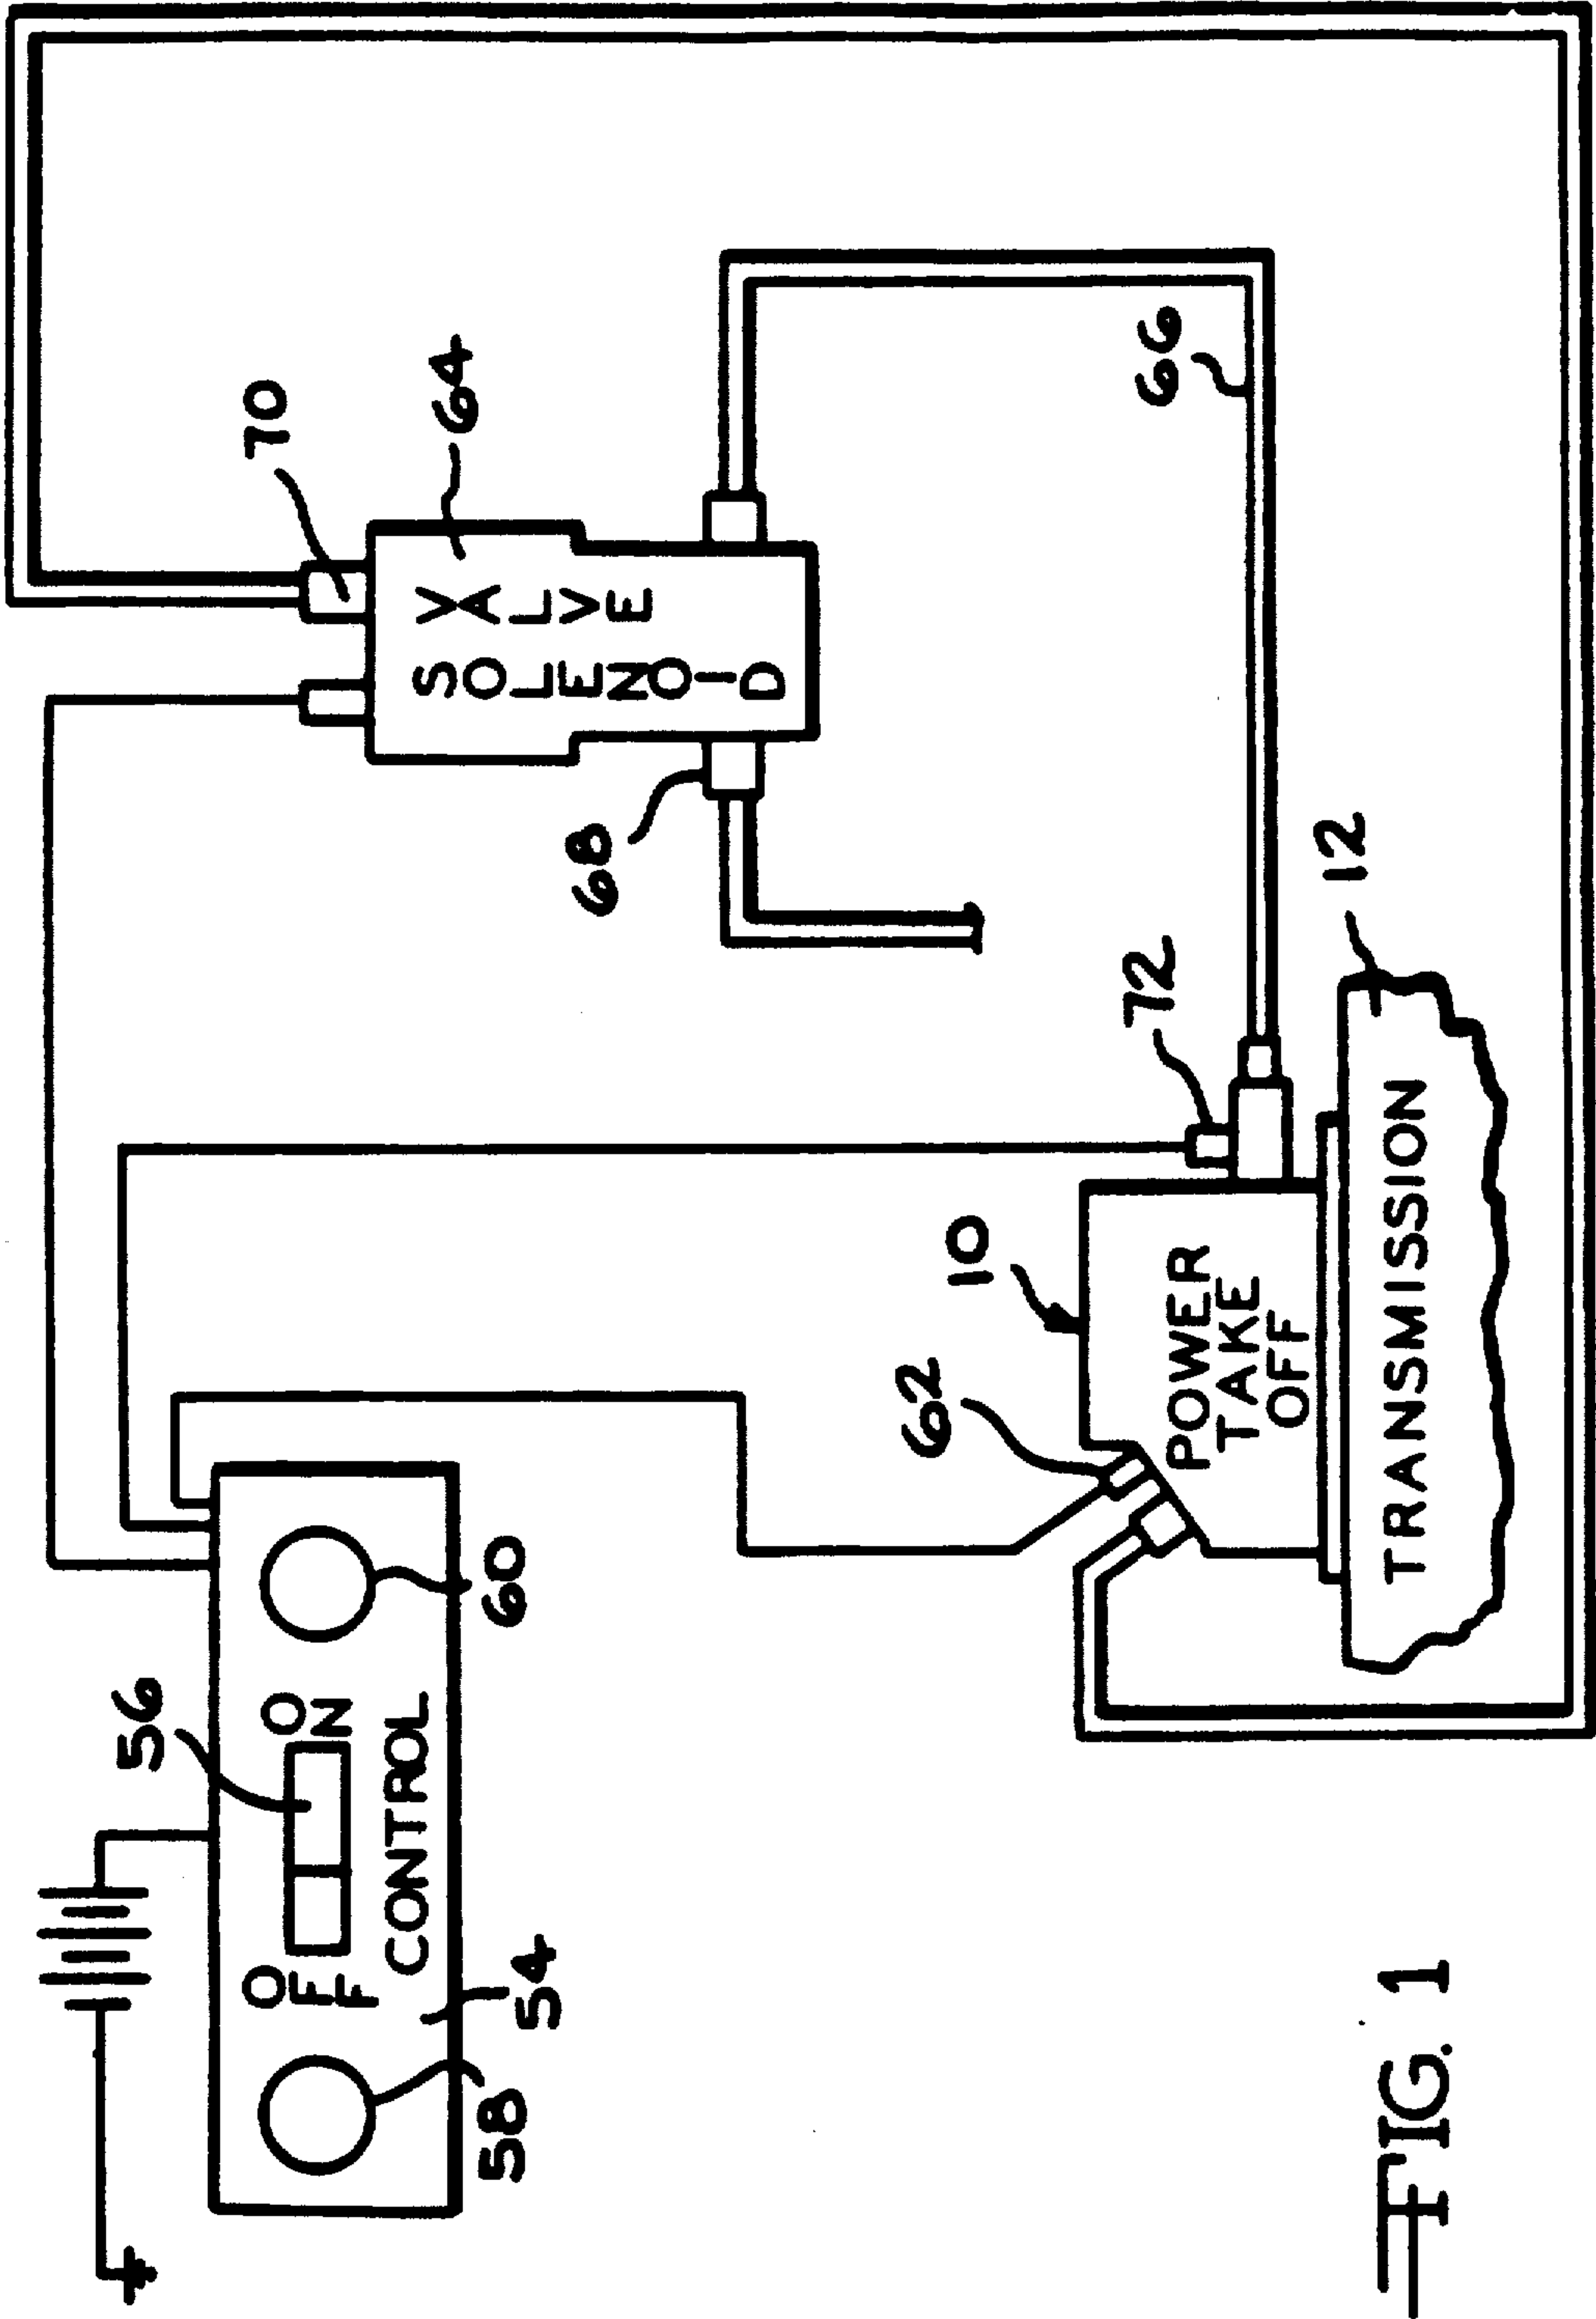 56
OFF
ON
CONTROL
58
54
60
70
64
VALVE
SOLENOID
68
66
62
10
72
POWER
TAKE
OFF
12
TRANSMISSION
FIG. 1